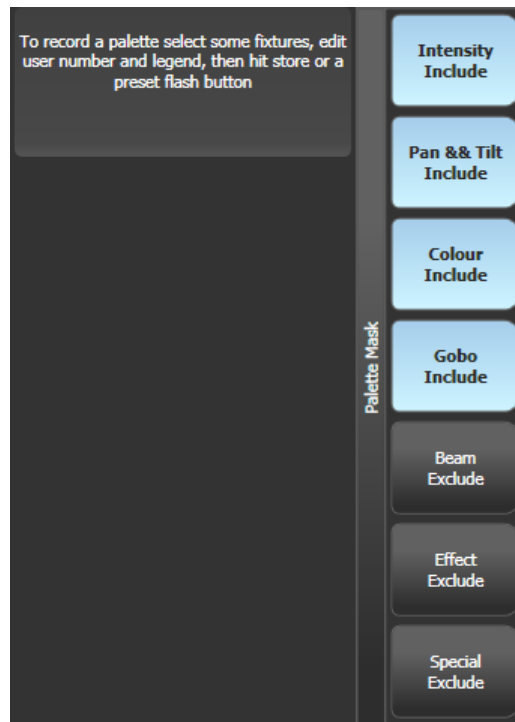 To record a palette select some fixtures, edit
user number and legend, then hit store or a
preset flash button
Palette Mask
Intensity
Include
Pan && Tilt
Include
Colour
Include
Gobo
Include
Beam
Exclude
Effect
Exclude
Special
Exclude